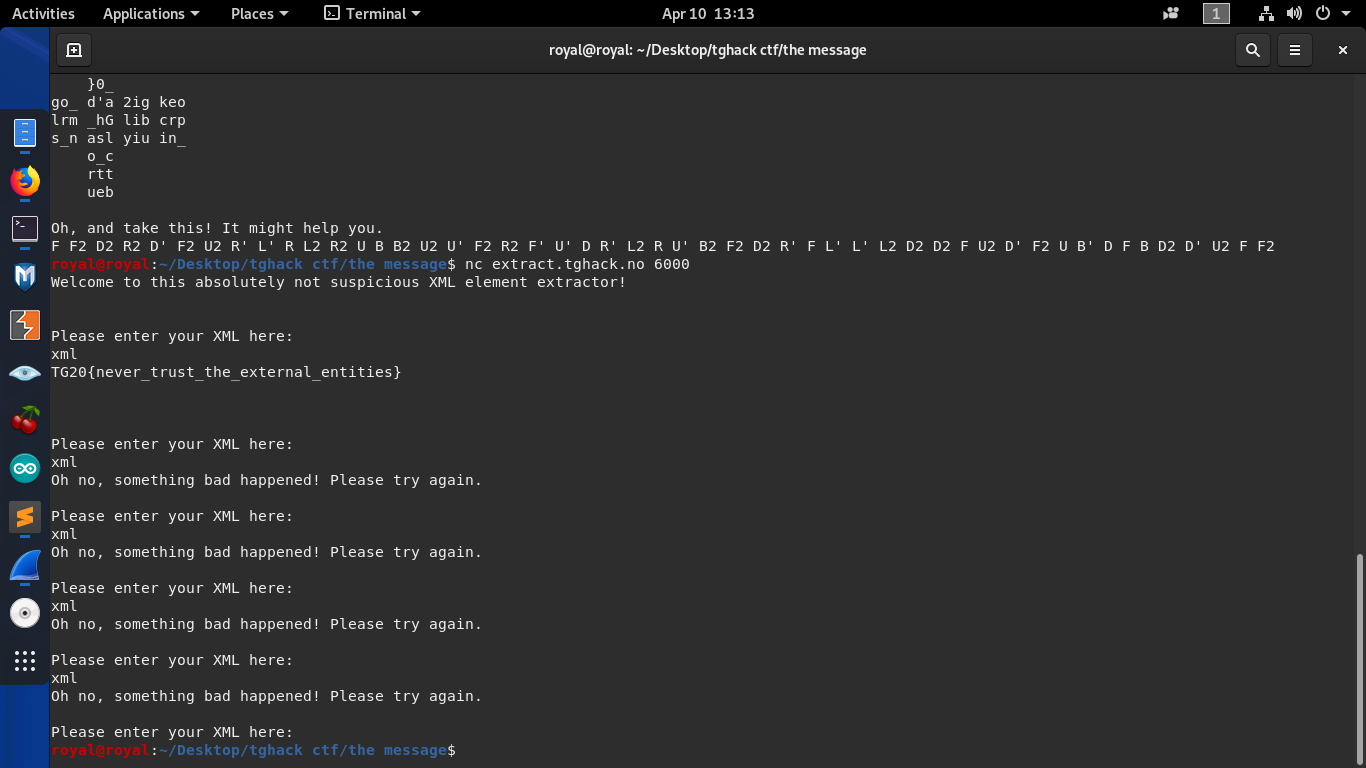 Activities Applications Places Terminal Apr 10 13:13 1
royal@royal: ~/Desktop/tghack ctf/the message
    }0_
go_ d'a 2ig keo
lrm _hG lib crp
s_n asl yiu in_
    o_c
    rtt
    ueb
Oh, and take this! It might help you.
F F2 D2 R2 D' F2 U2 R' L' R L2 R2 U B B2 U2 U' F2 R2 F' U' D R' L2 R U' B2 F2 D2 R' F L' L' L2 D2 D2 F U2 D' F2 U B' D F B D2 D' U2 F F2
royal@royal:~/Desktop/tghack ctf/the message$ nc extract.tghack.no 6000
Welcome to this absolutely not suspicious XML element extractor!
Please enter your XML here:
xml
TG20{never_trust_the_external_entities}
Please enter your XML here:
xml
Oh no, something bad happened! Please try again.
Please enter your XML here:
xml
Oh no, something bad happened! Please try again.
Please enter your XML here:
xml
Oh no, something bad happened! Please try again.
Please enter your XML here:
xml
Oh no, something bad happened! Please try again.
Please enter your XML here:
royal@royal:~/Desktop/tghack ctf/the message$